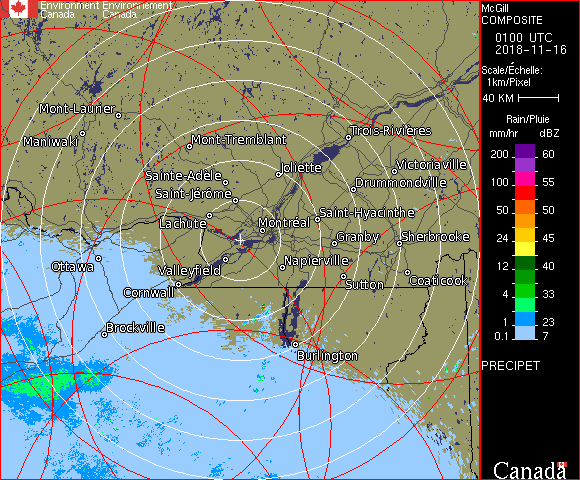 Environment Environnement
Canada Canada
Mont-Laurier
Maniwaki
Mont-Tremblant
Trois-Rivières
Sainte-Adèle
Joliette
Victoriaville
Saint-Jérôme
Drummondville
Lachute
Montréal
Saint-Hyacinthe
Granby
Sherbrooke
Ottawa
Valleyfield
Napierville
Cornwall
Sutton
Coaticook
Brockville
Burlington
McGill
COMPOSITE
0100 UTC
2018-11-16
Scale/Échelle:
1km/Pixel
40 KM
Rain/Pluie
mm/hr dBZ
200 60
100 55
50 50
24 45
12 40
4 33
1 23
0.1 7
PRECIPET
Canada